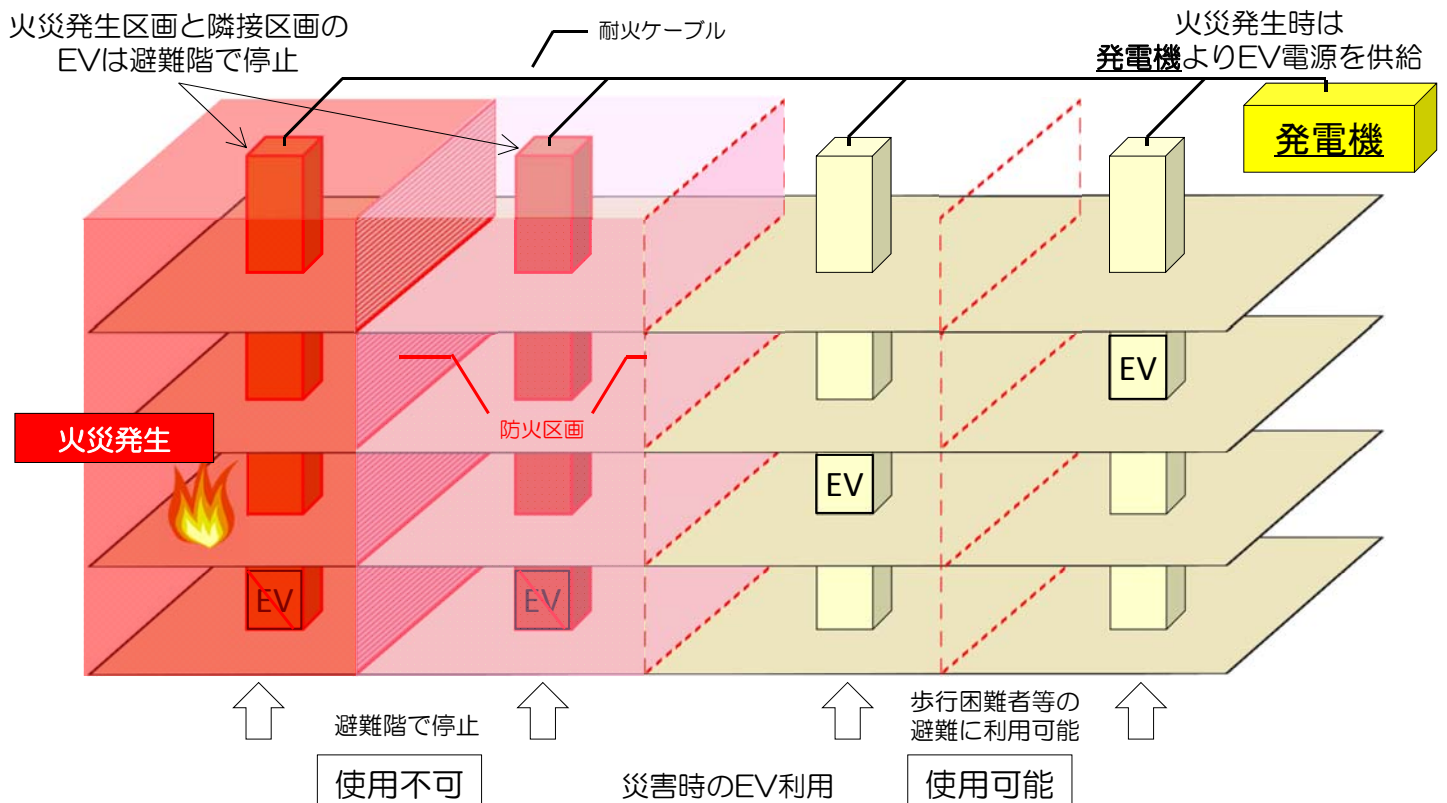 火災発生区画と隣接区画の
EVは避難階で停止
耐火ケーブル
火災発生時は
発電機よりEV電源を供給
発電機
EV
防火区画
火災発生
EV
EV
EV
避難階で停止
歩行困難者等の
避難に利用可能
使用不可
災害時のEV利用
使用可能